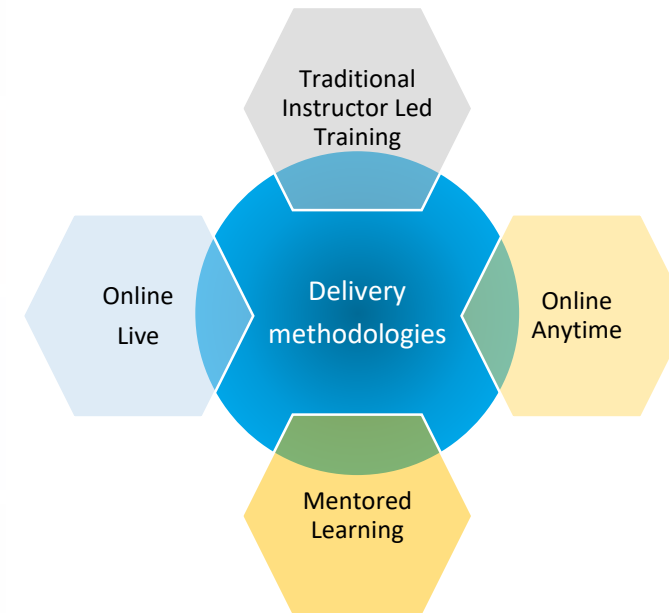 Traditional
Instructor Led
Training
Online
Live
Delivery
methodologies
Online
Anytime
Mentored
Learning